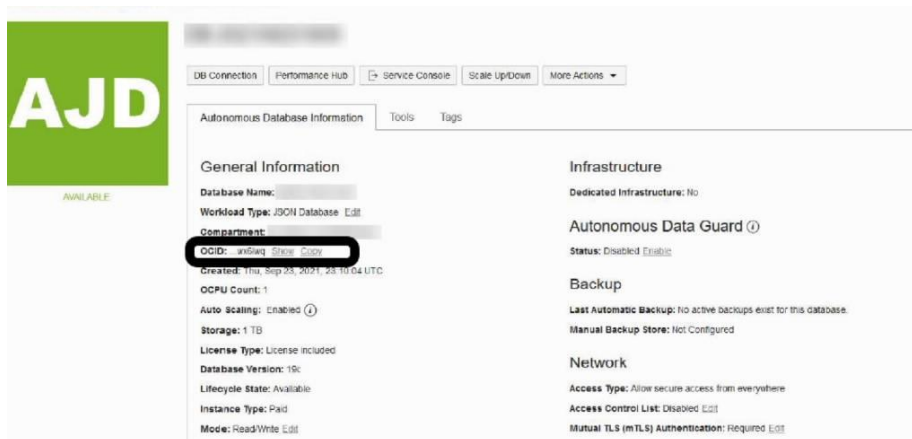 AJD
AVAILABLE
DB Connection
Performance Hub
Service Console
Scale Up/Down
More Actions
Autonomous Database Information
Tools
Tags
General Information
Database Name:
Workload Type: JSON Database Edit
Compartment:
OCID: Show Copy
Created: Thu, Sep 23, 2021, 23:10:04 UTC
OCPU Count: 1
Auto Scaling: Enabled
Storage: 1 TB
License Type: License included
Database Version: 19c
Lifecycle State: Available
Instance Type: Paid
Mode: Read/Write Edit
Infrastructure
Dedicated Infrastructure: No
Autonomous Data Guard
Status: Disabled Enable
Backup
Last Automatic Backup: No active backups exist for this database.
Manual Backup Store: Not Configured
Network
Access Type: Allow secure access from everywhere
Access Control List: Disabled Edit
Mutual TLS (mTLS) Authentication: Required Edit